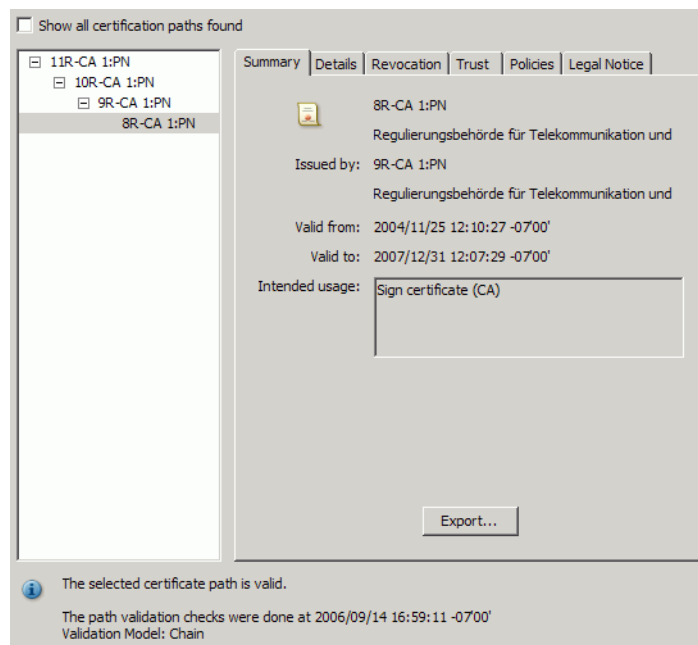 Show all certification paths found
11R-CA 1:PN
10R-CA 1:PN
9R-CA 1:PN
8R-CA 1:PN
Summary Details Revocation Trust Policies Legal Notice
8R-CA 1:PN
Regulierungsbehörde für Telekommunikation und
Issued by: 9R-CA 1:PN
Regulierungsbehörde für Telekommunikation und
Valid from: 2004/11/25 12:10:27 -07'00'
Valid to: 2007/12/31 12:07:29 -07'00'
Intended usage: Sign certificate (CA)
Export...
The selected certificate path is valid.
The path validation checks were done at 2006/09/14 16:59:11 -07'00'
Validation Model: Chain